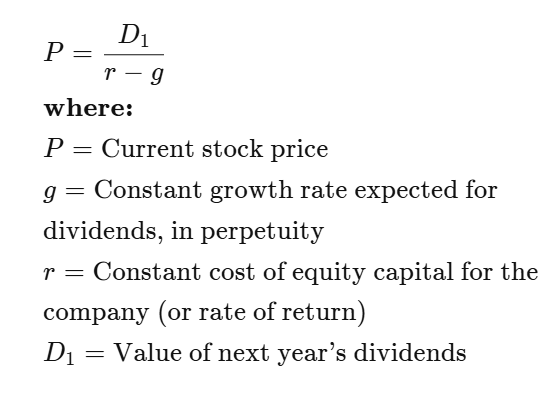 P = D₁ / r − g
where:
P = Current stock price
g = Constant growth rate expected for
dividends, in perpetuity
r = Constant cost of equity capital for the
company (or rate of return)
D₁ = Value of next year’s dividends